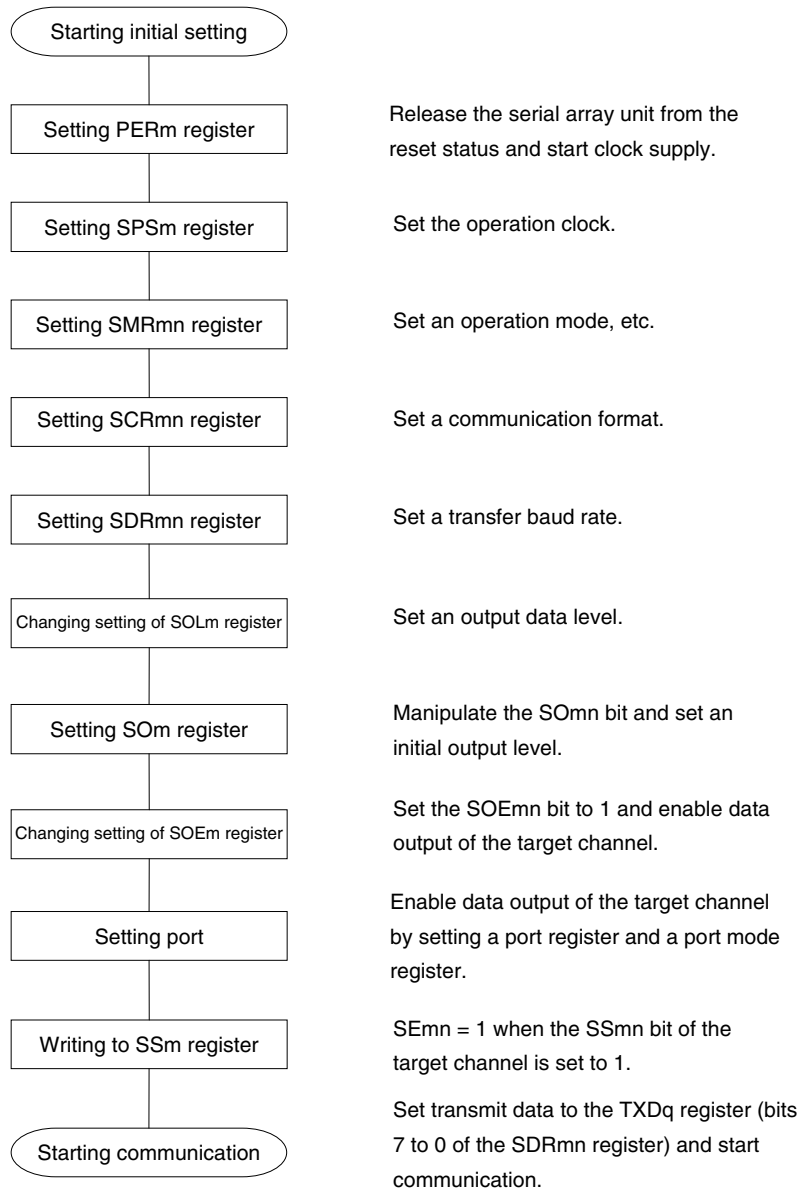 Starting initial setting
Setting PERm register
Release the serial array unit from the
reset status and start clock supply.
Setting SPSm register
Set the operation clock.
Setting SMRmn register
Set an operation mode, etc.
Setting SCRmn register
Set a communication format.
Setting SDRmn register
Set a transfer baud rate.
Changing setting of SOLm register
Set an output data level.
Setting SOm register
Manipulate the SOmn bit and set an
initial output level.
Changing setting of SOEm register
Set the SOEmn bit to 1 and enable data
output of the target channel.
Setting port
Enable data output of the target channel
by setting a port register and a port mode
register.
Writing to SSm register
SEmn = 1 when the SSmn bit of the
target channel is set to 1.
Starting communication
Set transmit data to the TXDq register (bits
7 to 0 of the SDRmn register) and start
communication.